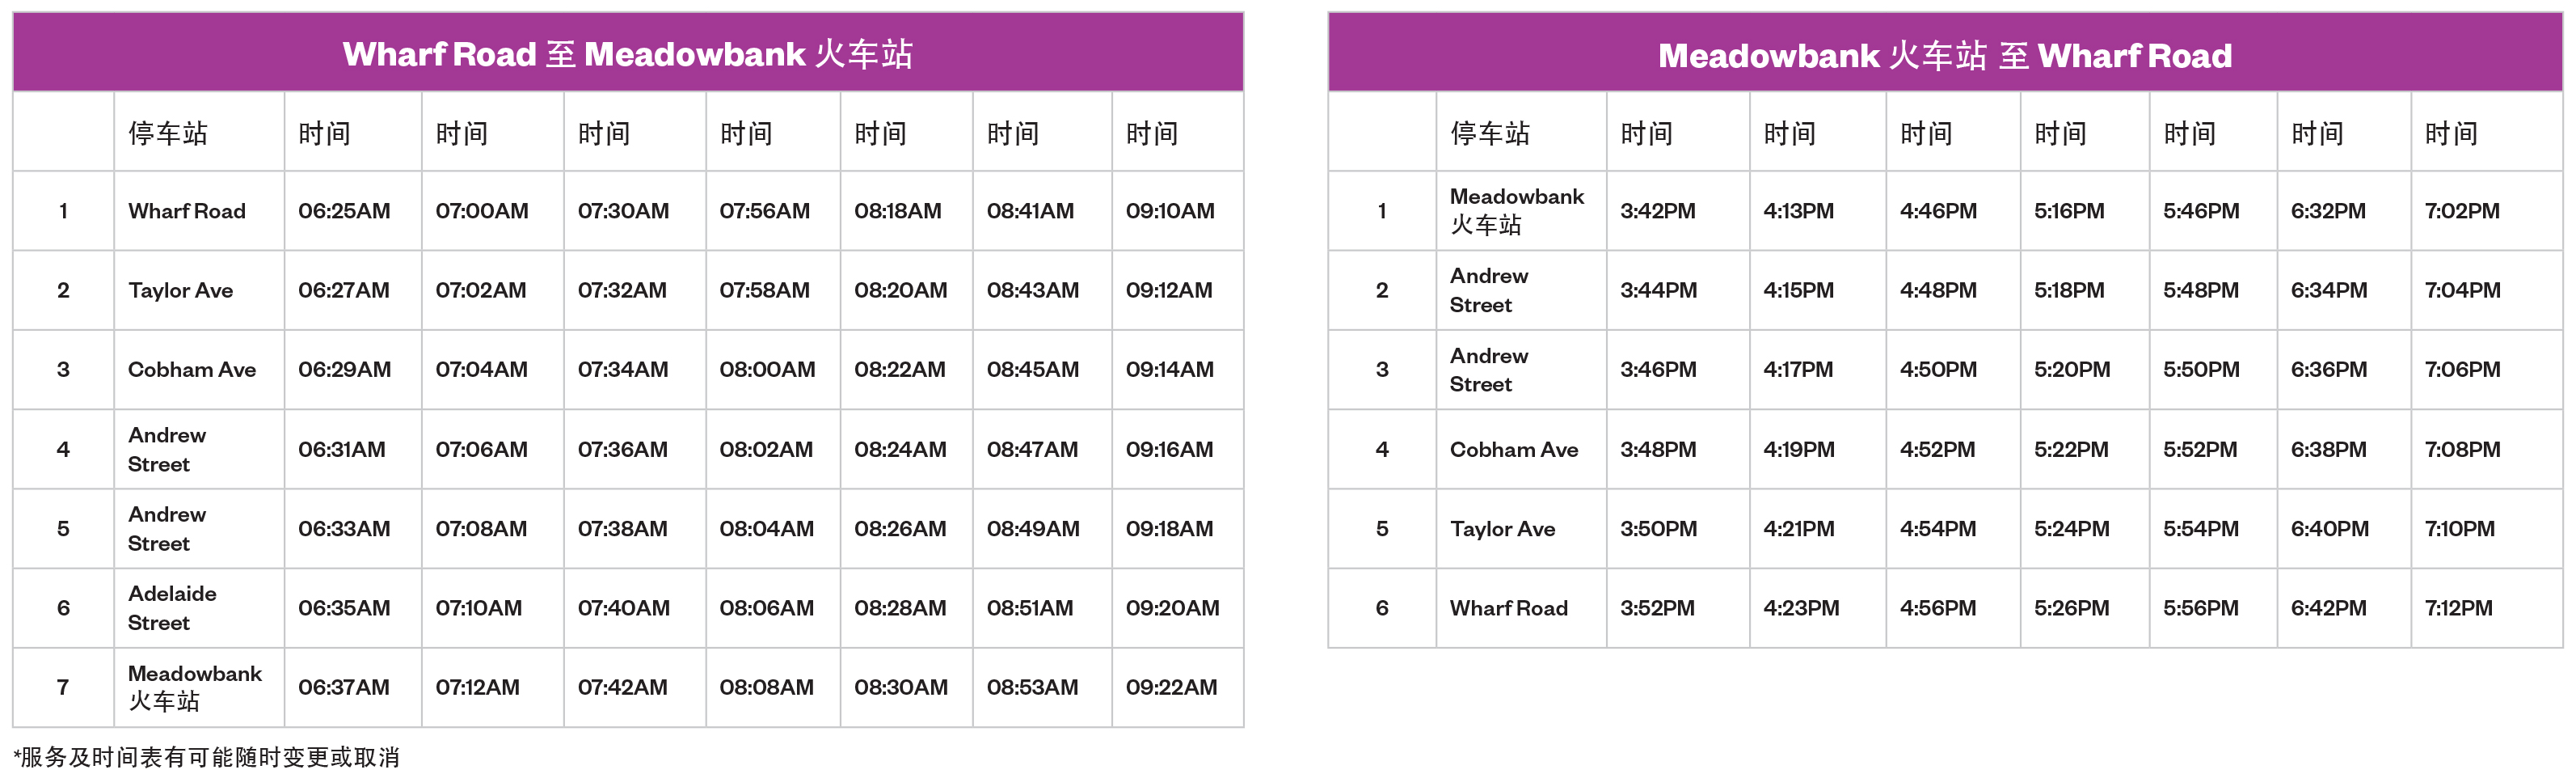 Wharf Road 至 Meadowbank 火车站
停车站 时间 时间 时间 时间 时间 时间 时间
1 Wharf Road 06:25AM 07:00AM 07:30AM 07:56AM 08:18AM 08:41AM 09:10AM
2 Taylor Ave 06:27AM 07:02AM 07:32AM 07:58AM 08:20AM 08:43AM 09:12AM
3 Cobham Ave 06:29AM 07:04AM 07:34AM 08:00AM 08:22AM 08:45AM 09:14AM
4 Andrew Street 06:31AM 07:06AM 07:36AM 08:02AM 08:24AM 08:47AM 09:16AM
5 Andrew Street 06:33AM 07:08AM 07:38AM 08:04AM 08:26AM 08:49AM 09:18AM
6 Adelaide Street 06:35AM 07:10AM 07:40AM 08:06AM 08:28AM 08:51AM 09:20AM
7 Meadowbank 火车站 06:37AM 07:12AM 07:42AM 08:08AM 08:30AM 08:53AM 09:22AM
*服务及时间表有可能随时变更或取消
Meadowbank 火车站 至 Wharf Road
停车站 时间 时间 时间 时间 时间 时间 时间
1 Meadowbank 火车站 3:42PM 4:13PM 4:46PM 5:16PM 5:46PM 6:32PM 7:02PM
2 Andrew Street 3:44PM 4:15PM 4:48PM 5:18PM 5:48PM 6:34PM 7:04PM
3 Andrew Street 3:46PM 4:17PM 4:50PM 5:20PM 5:50PM 6:36PM 7:06PM
4 Cobham Ave 3:48PM 4:19PM 4:52PM 5:22PM 5:52PM 6:38PM 7:08PM
5 Taylor Ave 3:50PM 4:21PM 4:54PM 5:24PM 5:54PM 6:40PM 7:10PM
6 Wharf Road 3:52PM 4:23PM 4:56PM 5:26PM 5:56PM 6:42PM 7:12PM